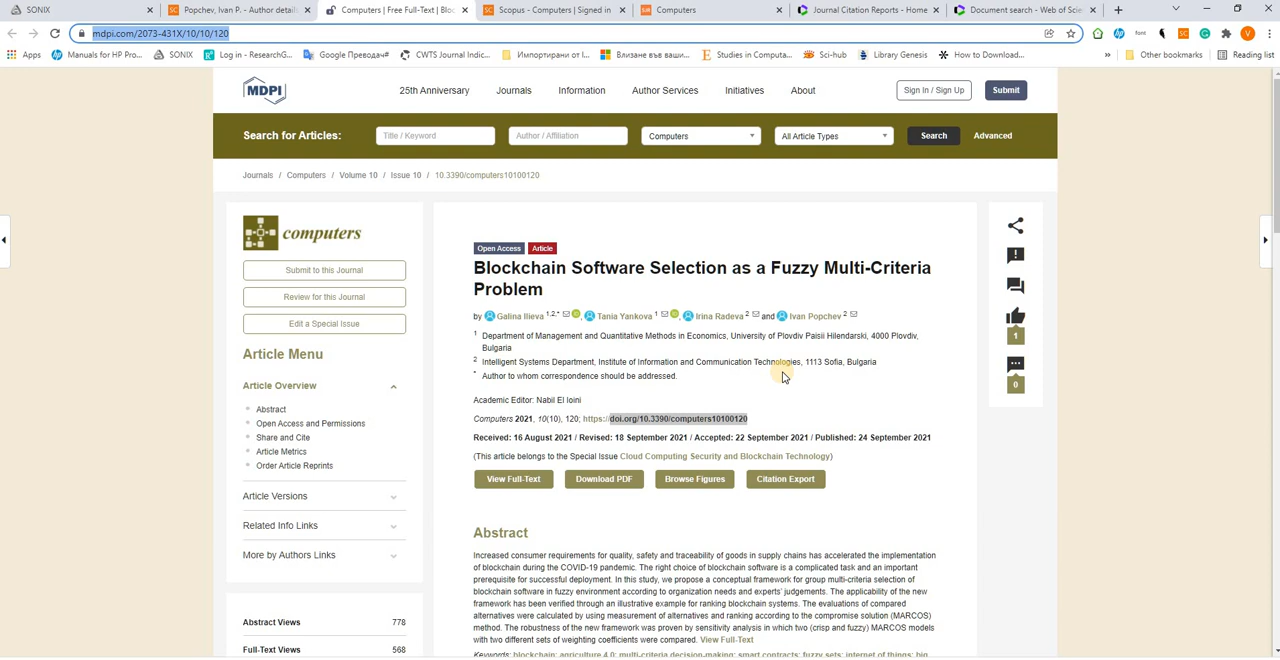 SONIX
Popchev, Ivan P. - Author detail
Computers | Free Full-Text | Bloc
Scopus - Computers | Signed in
Computers
Journal Citation Reports - Home
Document search - Web of Scie
mdpi.com/2073-431X/10/10/120
Apps
Manuals for HP Pro...
SONIX
Log in - ResearchG...
Google Преводач#
CWTS Journal Indic...
Импортирани от I...
Влизане във ваши...
Studies in Computa...
Sci-hub
Library Genesis
How to Download...
Other bookmarks
Reading list
MDPI
25th Anniversary
Journals
Information
Author Services
Initiatives
About
Sign In / Sign Up
Submit
Search for Articles:
Title / Keyword
Author / Affiliation
Computers
All Article Types
Search
Advanced
Journals / Computers / Volume 10 / Issue 10 / 10.3390/computers10100120
computers
Submit to this Journal
Review for this Journal
Edit a Special Issue
Article Menu
Article Overview
Abstract
Open Access and Permissions
Share and Cite
Article Metrics
Order Article Reprints
Article Versions
Related Info Links
More by Authors Links
Abstract Views 778
Full-Text Views 568
Open Access Article
Blockchain Software Selection as a Fuzzy Multi-Criteria
Problem
by Galina Ilieva 1,2,* , Tania Yankova 1 , Irina Radeva 2 and Ivan Popchev 2
1 Department of Management and Quantitative Methods in Economics, University of Plovdiv Paisii Hilendarski, 4000 Plovdiv,
Bulgaria
2 Intelligent Systems Department, Institute of Information and Communication Technologies, 1113 Sofia, Bulgaria
* Author to whom correspondence should be addressed.
Academic Editor: Nabil El Ioini
Computers 2021, 10(10), 120; https://doi.org/10.3390/computers10100120
Received: 16 August 2021 / Revised: 18 September 2021 / Accepted: 22 September 2021 / Published: 24 September 2021
(This article belongs to the Special Issue Cloud Computing Security and Blockchain Technology)
View Full-Text
Download PDF
Browse Figures
Citation Export
Abstract
Increased consumer requirements for quality, safety and traceability of goods in supply chains has accelerated the implementation
of blockchain during the COVID-19 pandemic. The right choice of blockchain software is a complicated task and an important
prerequisite for successful deployment. In this study, we propose a conceptual framework for group multi-criteria selection of
blockchain software in fuzzy environment according to organization needs and experts' judgements. The applicability of the new
framework has been verified through an illustrative example for ranking blockchain systems. The evaluations of compared
alternatives were calculated by using measurement of alternatives and ranking according to the compromise solution (MARCOS)
method. The robustness of the new framework was proven by sensitivity analysis in which two (crisp and fuzzy) MARCOS models
with two different sets of weighting coefficients were compared. View Full-Text
Keywords: blockchain; agriculture 4.0; multi-criteria decision-making; smart contracts; fuzzy sets; internet of things; big
1
0